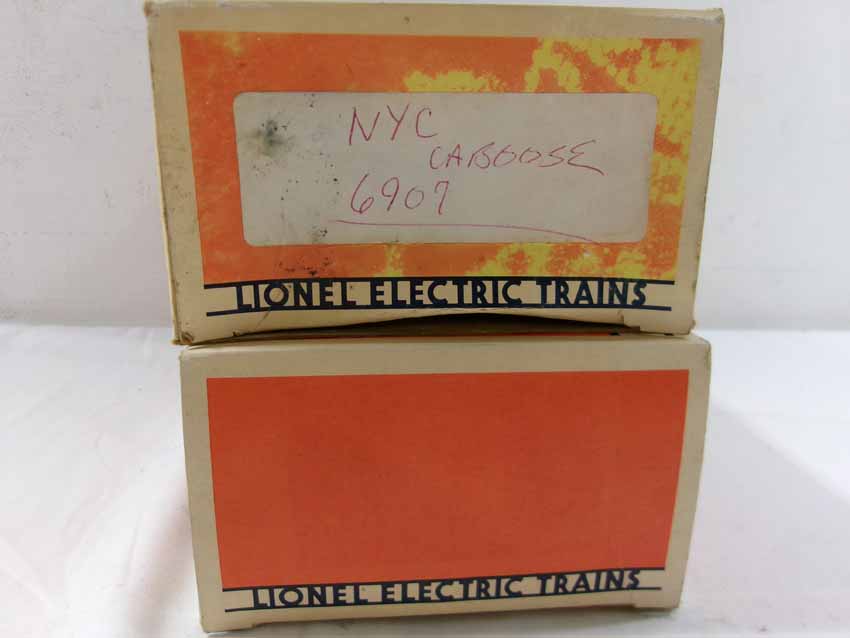 NYC
CABOOSE
6907
LIONEL ELECTRIC TRAINS
LIONEL ELECTRIC TRAINS